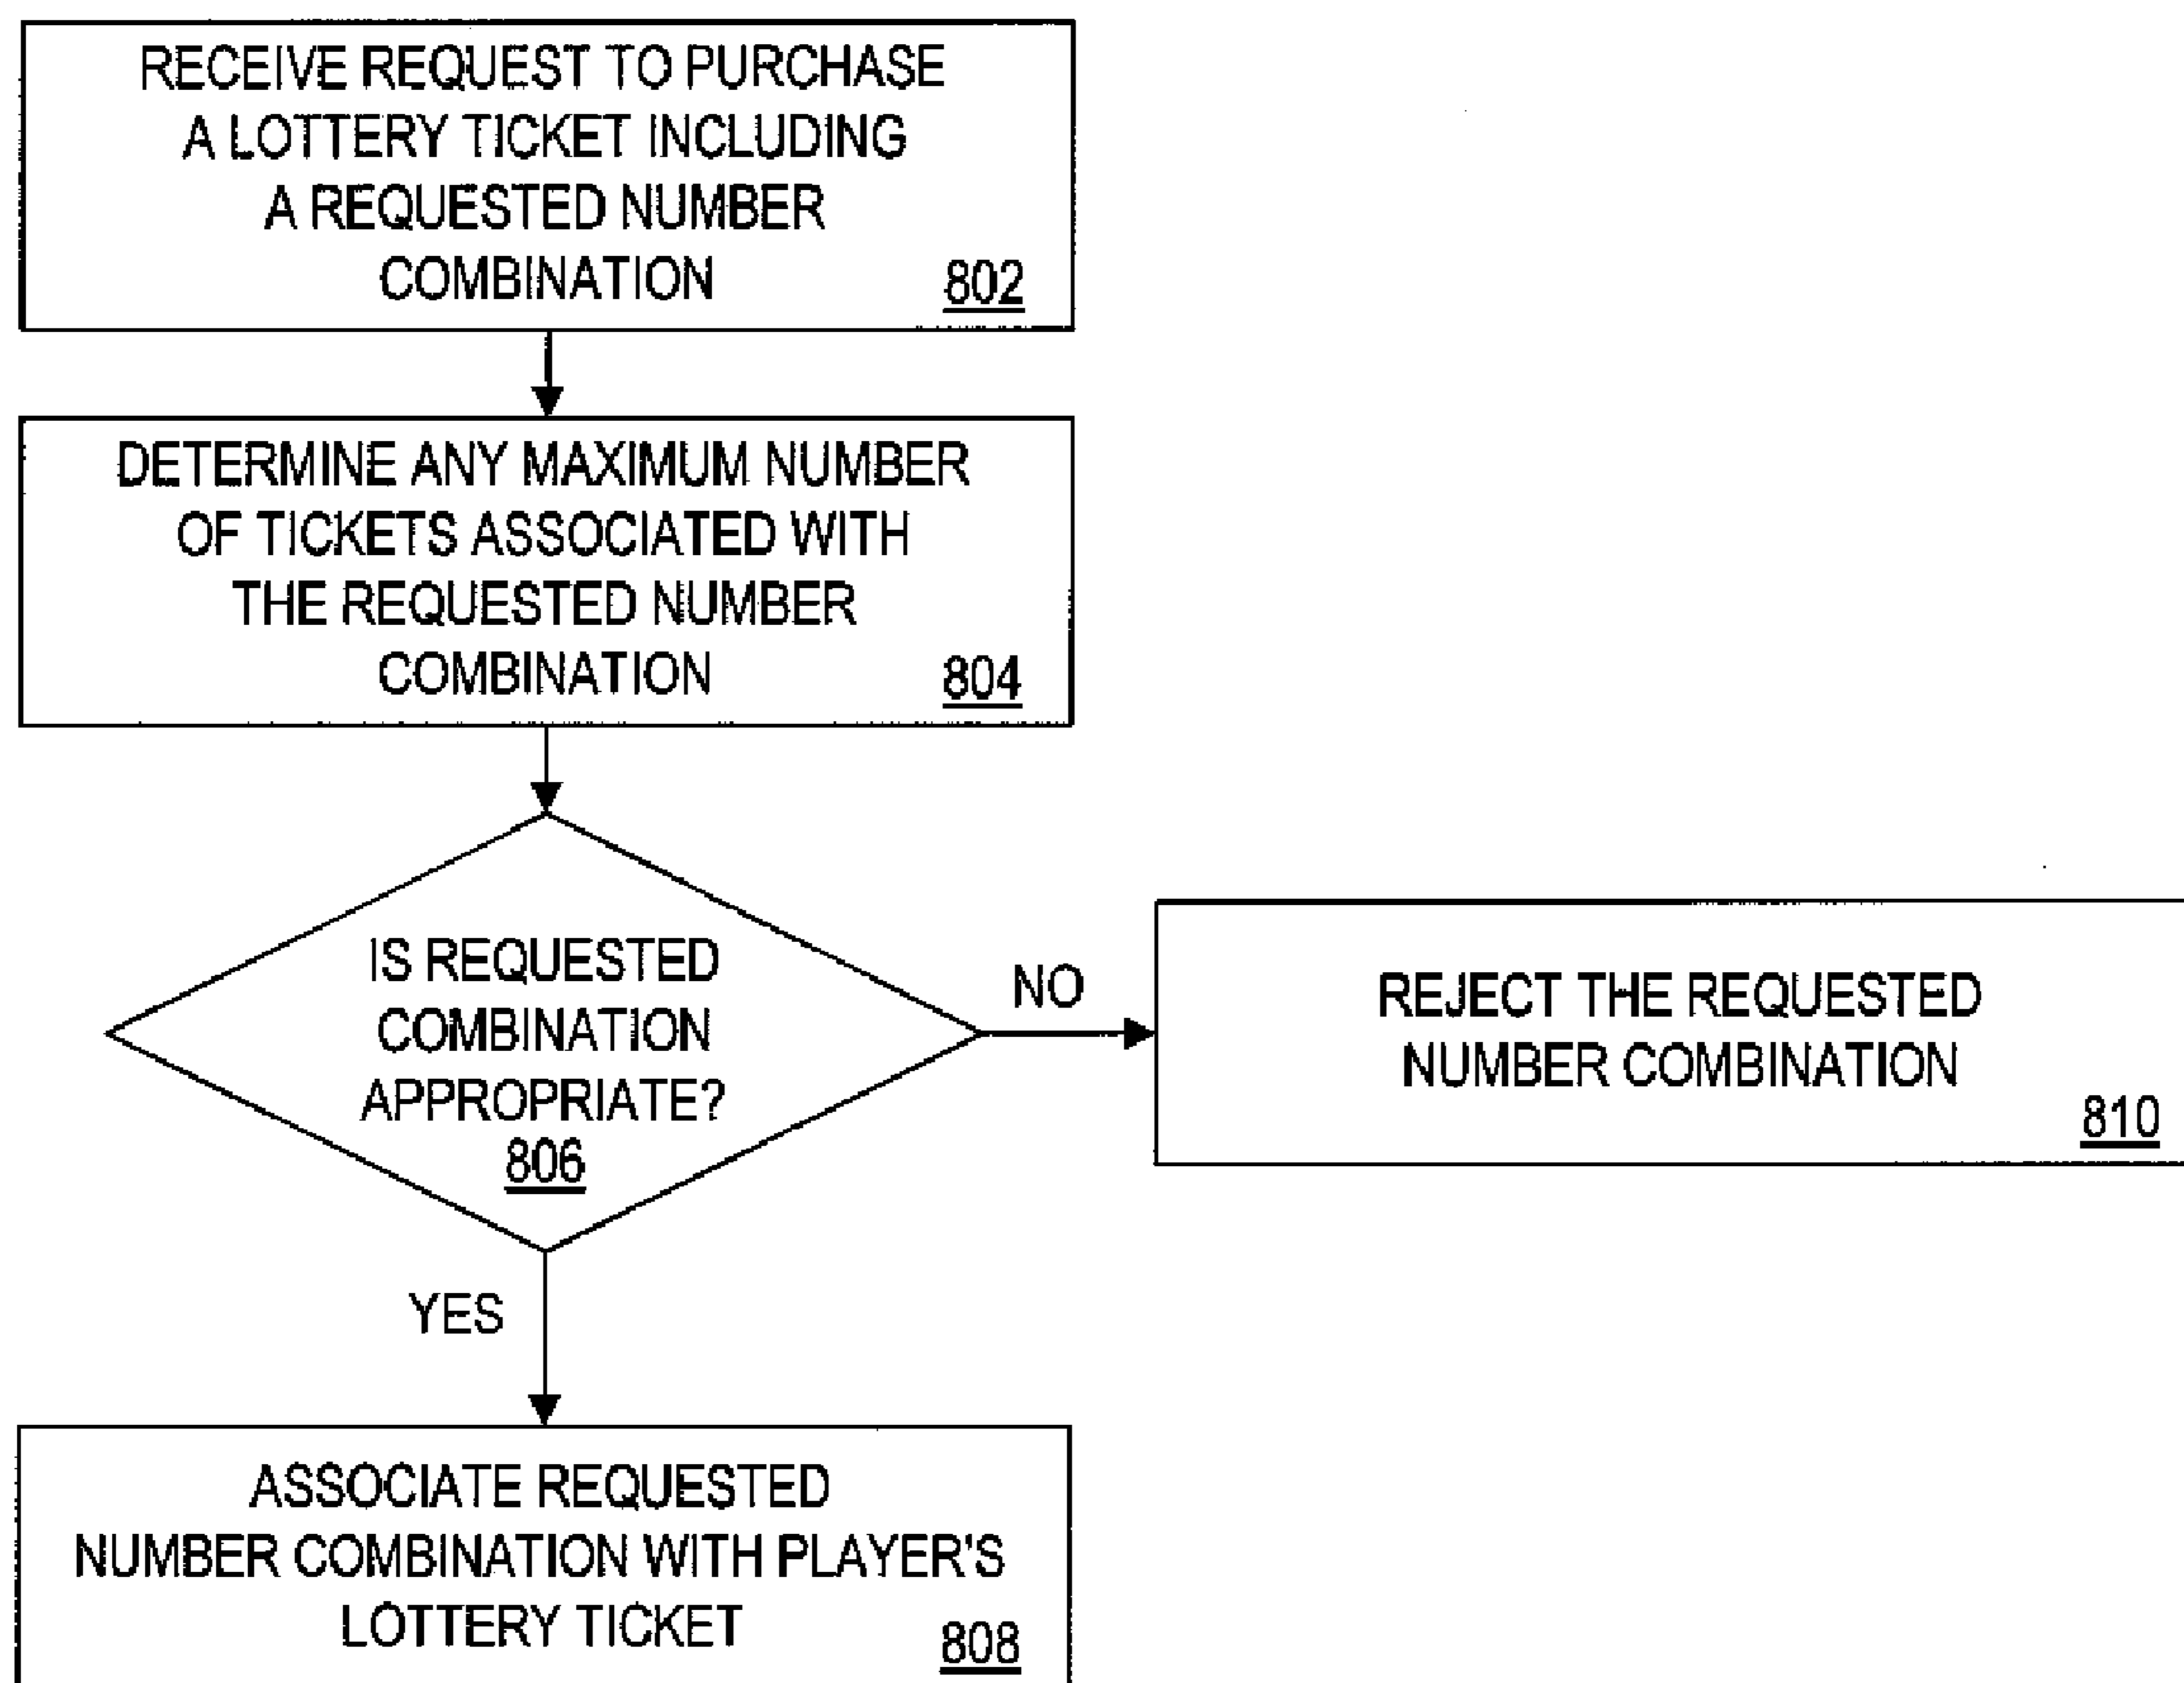 RECEIVE REQUEST TO PURCHASE
A LOTTERY TICKET INCLUDING
A REQUESTED NUMBER
COMBINATION 802
DETERMINE ANY MAXIMUM NUMBER
OF TICKETS ASSOCIATED WITH
THE REQUESTED NUMBER
COMBINATION 804
IS REQUESTED
COMBINATION
APPROPRIATE?
806
NO
REJECT THE REQUESTED
NUMBER COMBINATION
810
YES
ASSOCIATE REQUESTED
NUMBER COMBINATION WITH PLAYER'S
LOTTERY TICKET 808